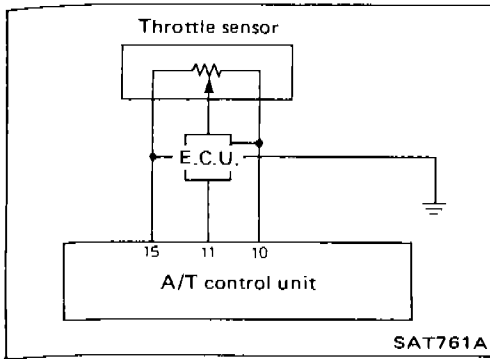 Throttle sensor
E.C.U.
15 11 10
A/T control unit
SAT761A